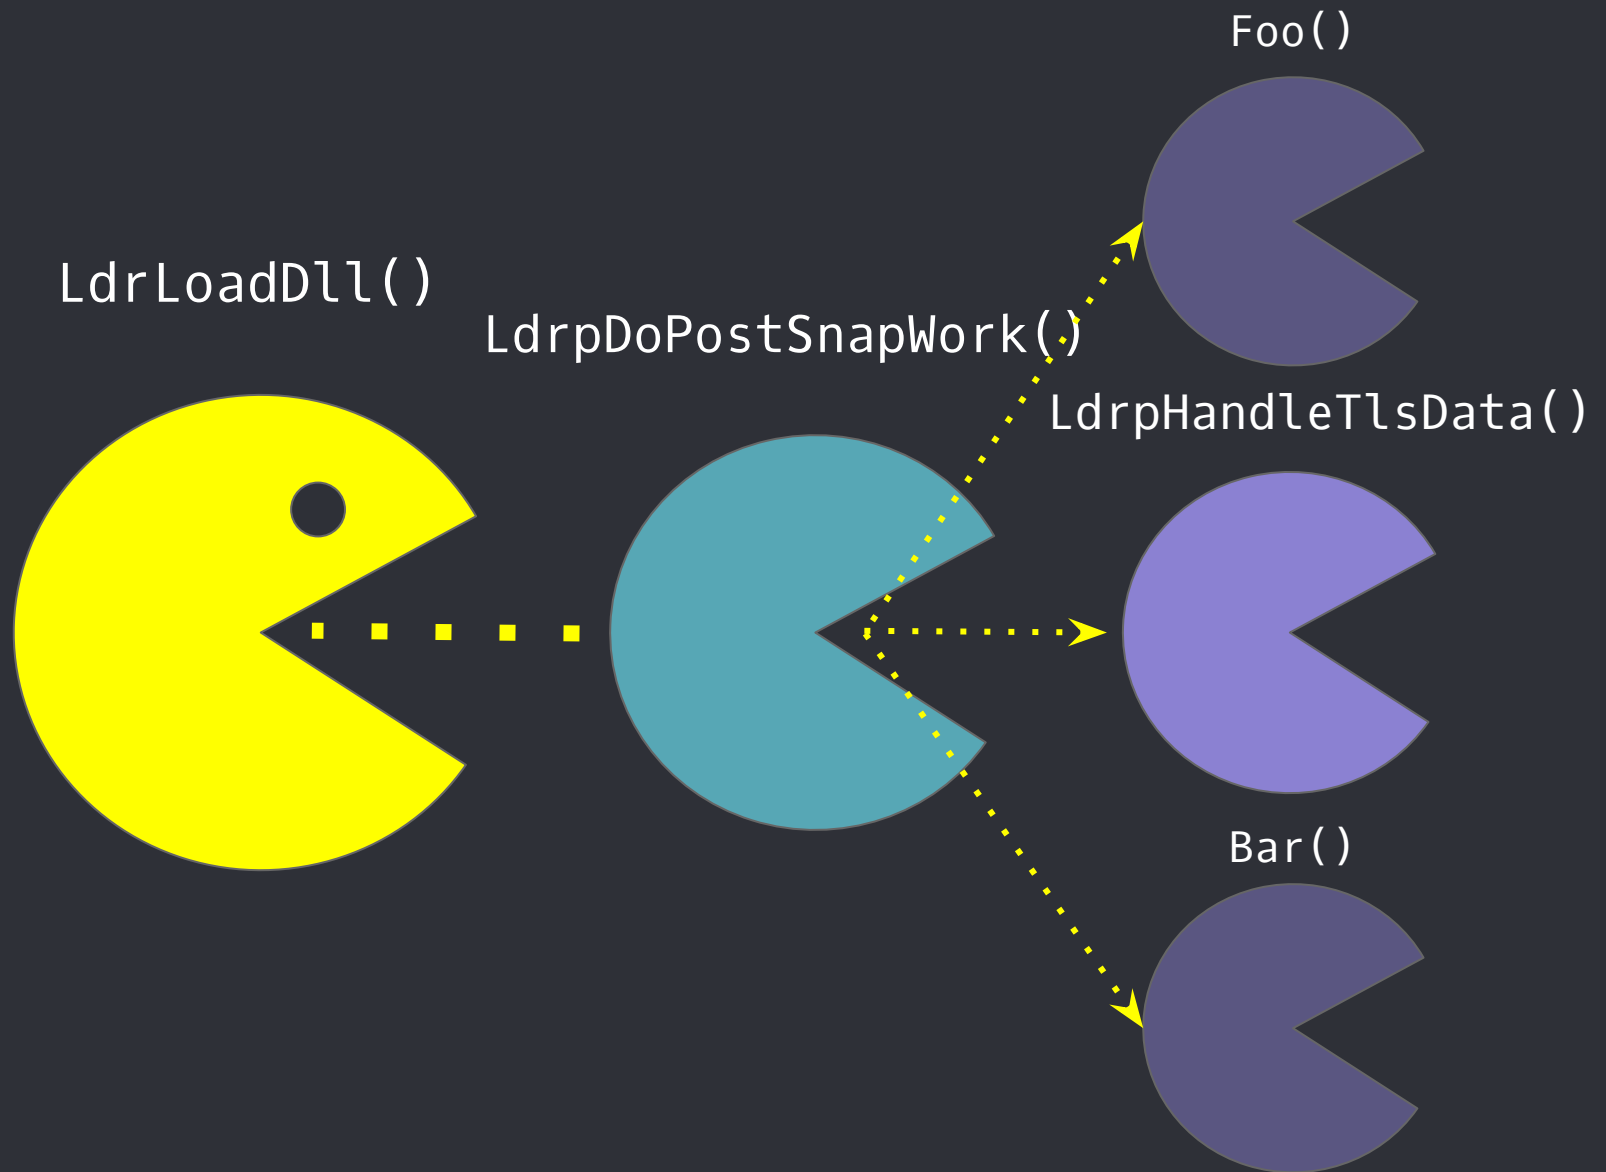 Foo()
LdrLoadDll()
LdrpDoPostSnapWork()
LdrpHandleTlsData()
Bar()